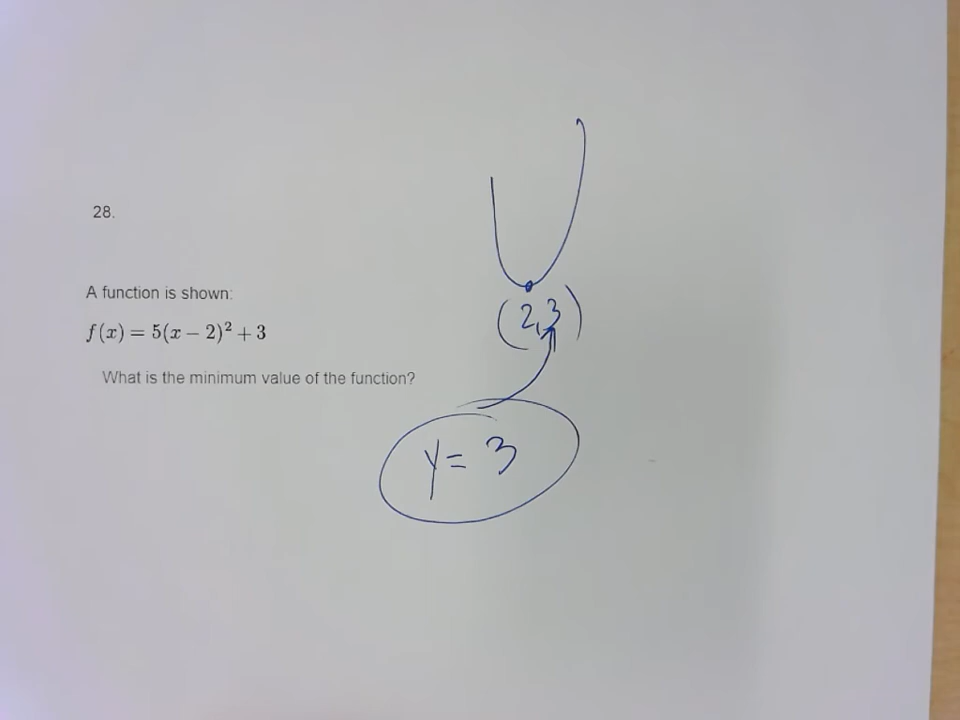 28.
A function is shown:
f(x) = 5(x − 2)² + 3
What is the minimum value of the function?
(2,3)
y = 3